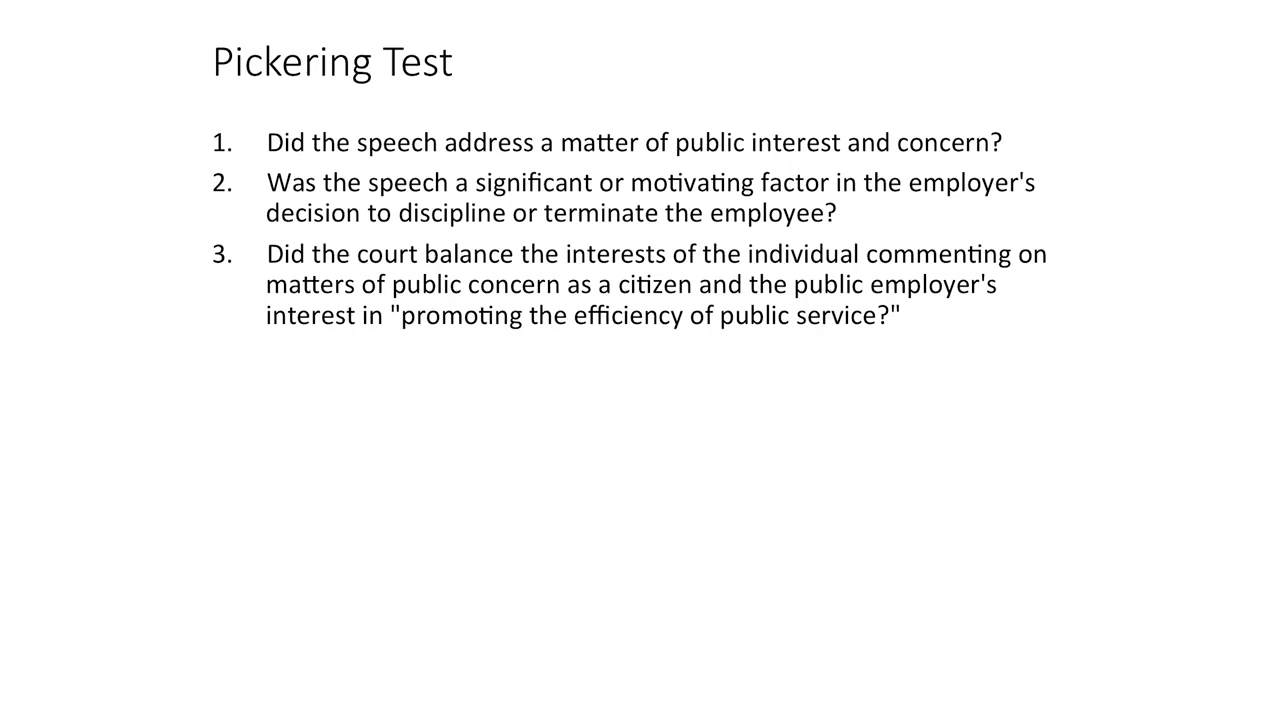 Pickering Test
1. Did the speech address a matter of public interest and concern?
2. Was the speech a significant or motivating factor in the employer's
decision to discipline or terminate the employee?
3. Did the court balance the interests of the individual commenting on
matters of public concern as a citizen and the public employer's
interest in "promoting the efficiency of public service?"